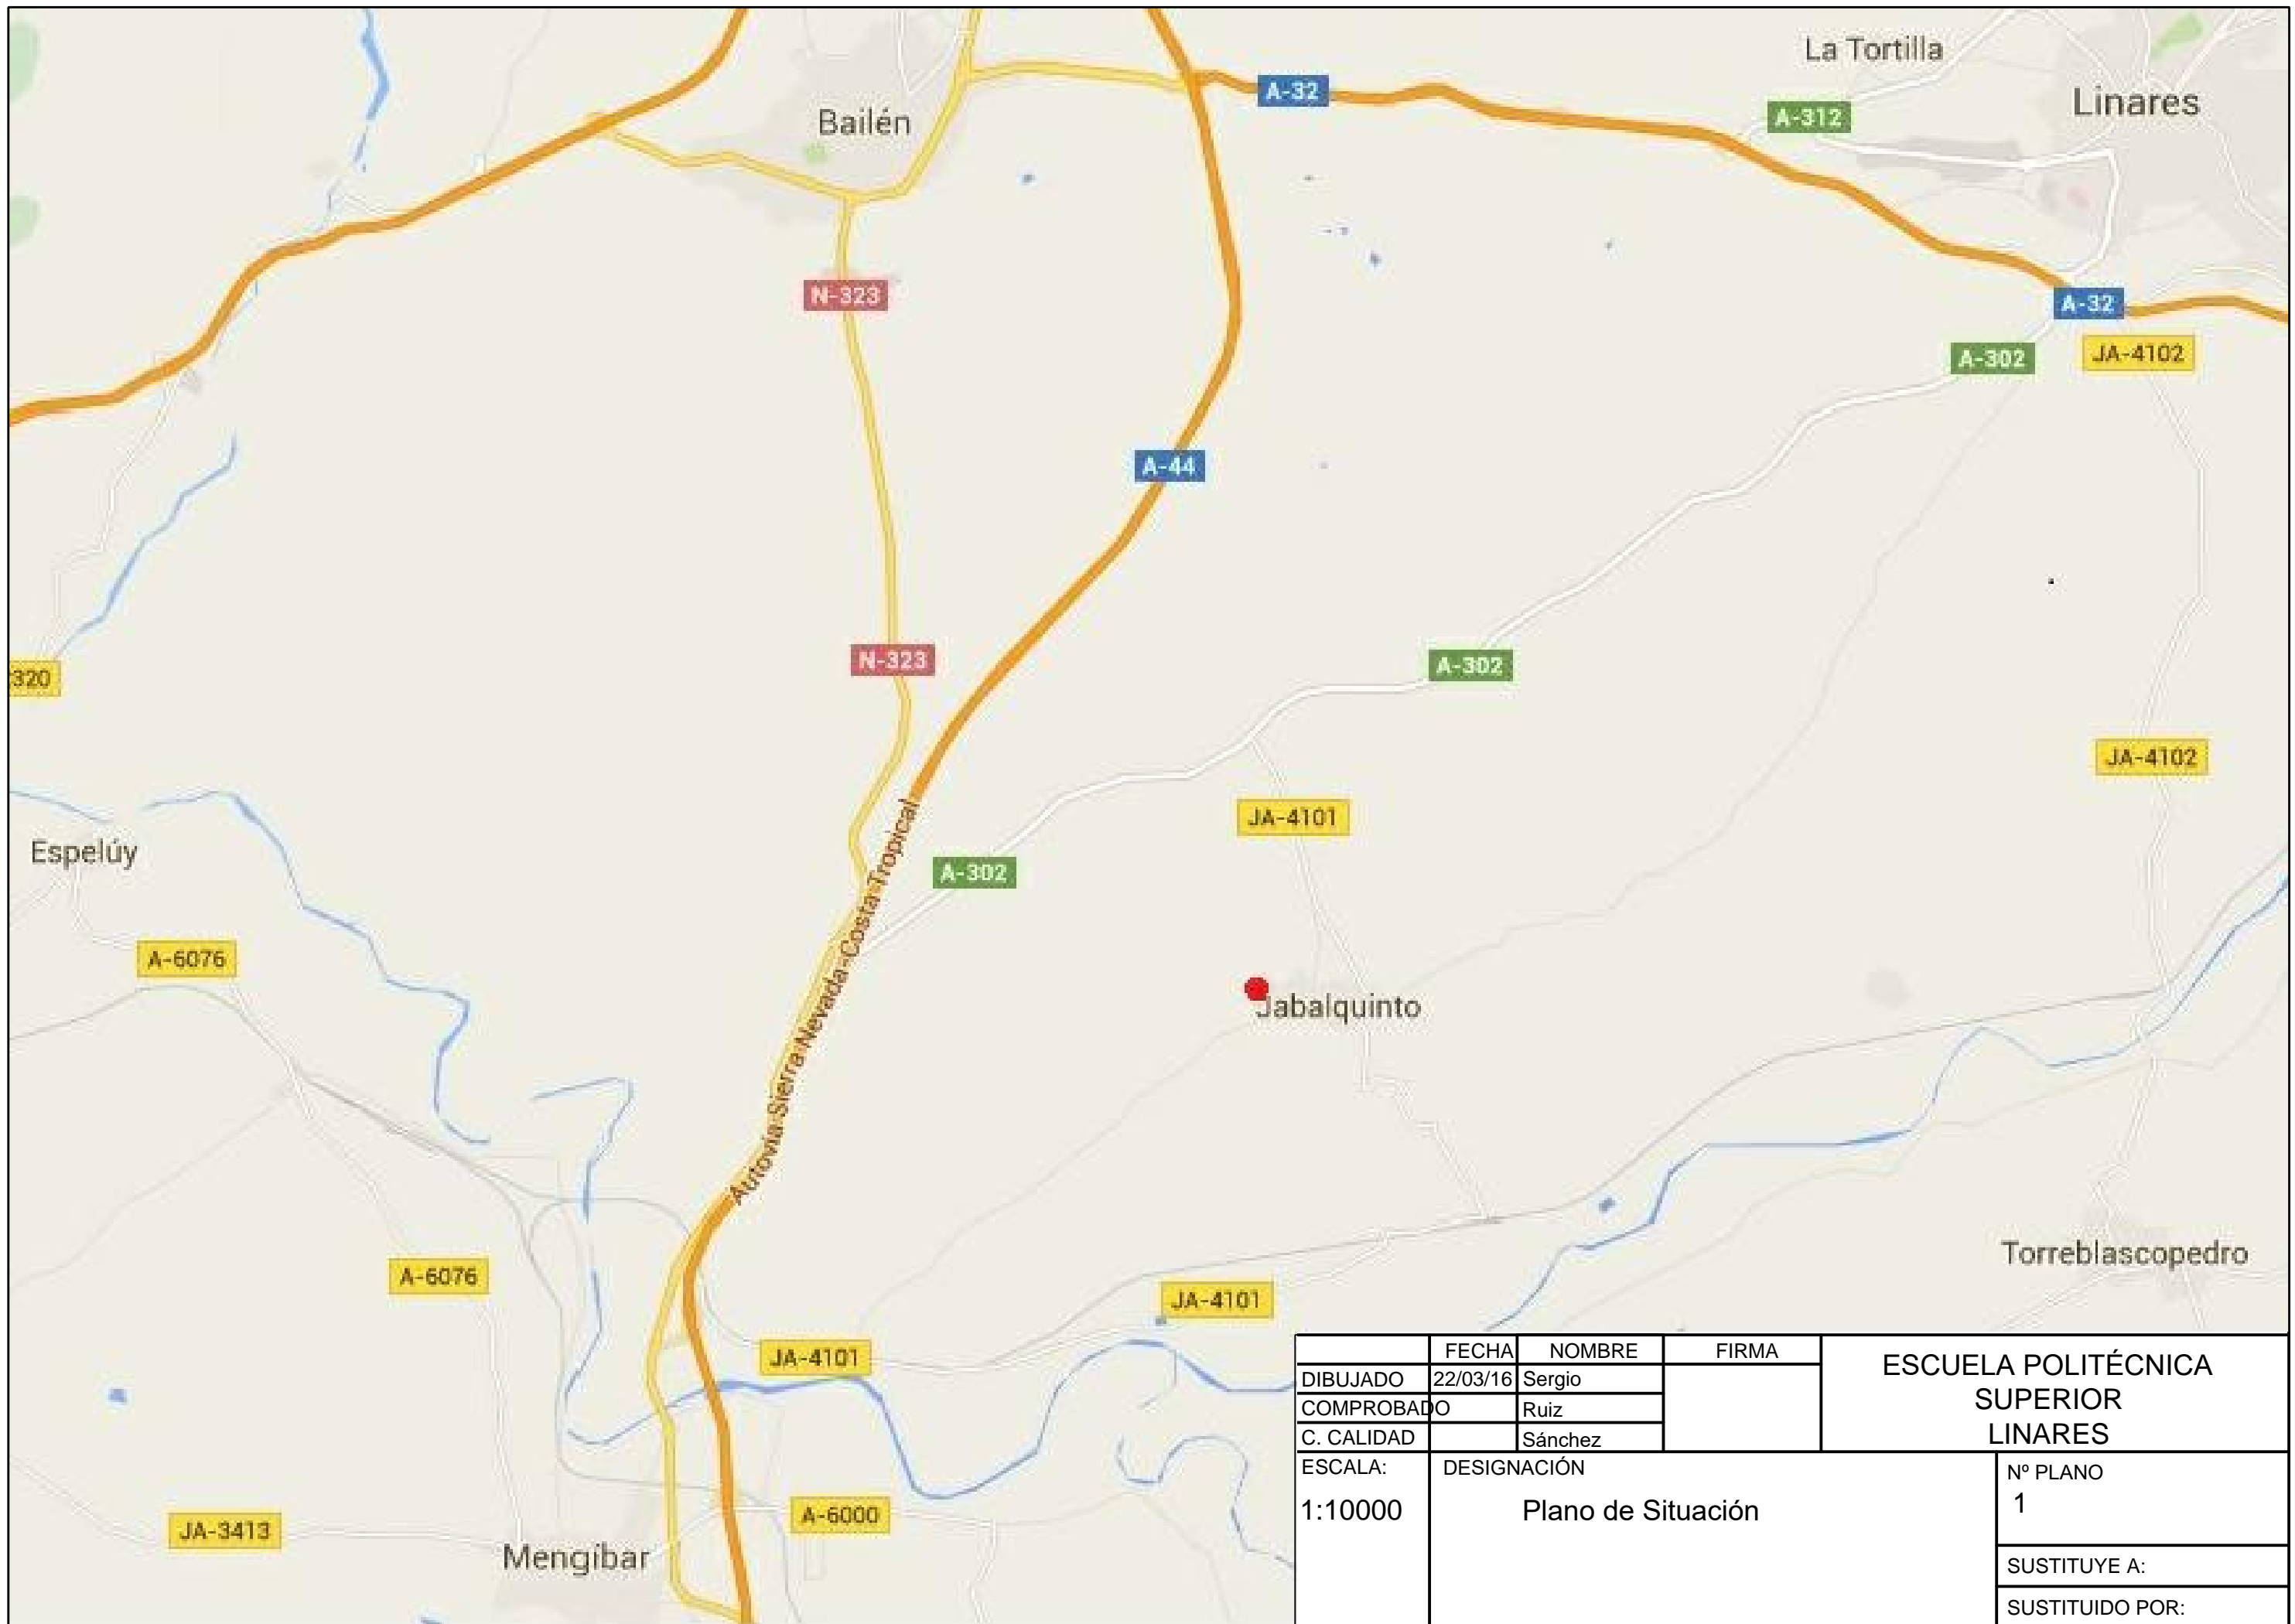 La Tortilla
Linares
A-32
A-312
Bailén
N-323
A-32
A-302
JA-4102
A-44
N-323
A-302
320
JA-4102
JA-4101
Espelúy
A-302
Autovía Sierra Nevada-Costa Tropical
A-6076
Jabalquinto
Torreblascopedro
A-6076
JA-4101
JA-4101
A-6000
JA-3413
Mengibar
FECHA NOMBRE FIRMA
DIBUJADO 22/03/16 Sergio
COMPROBADO Ruiz
C. CALIDAD Sánchez
ESCUELA POLITÉCNICA
SUPERIOR
LINARES
ESCALA:
1:10000
DESIGNACIÓN
Plano de Situación
Nº PLANO
1
SUSTITUYE A:
SUSTITUIDO POR: